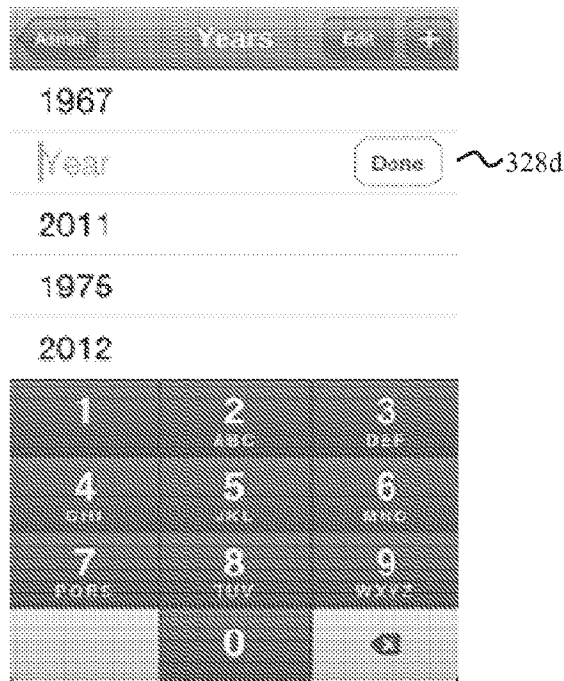 Admin Years Edit +
1967
Year Done 328d
2011
1975
2012
1 2 3
ABC DEF
4 5 6
GHI JKL MNO
7 8 9
PQRS TUV WXYZ
0